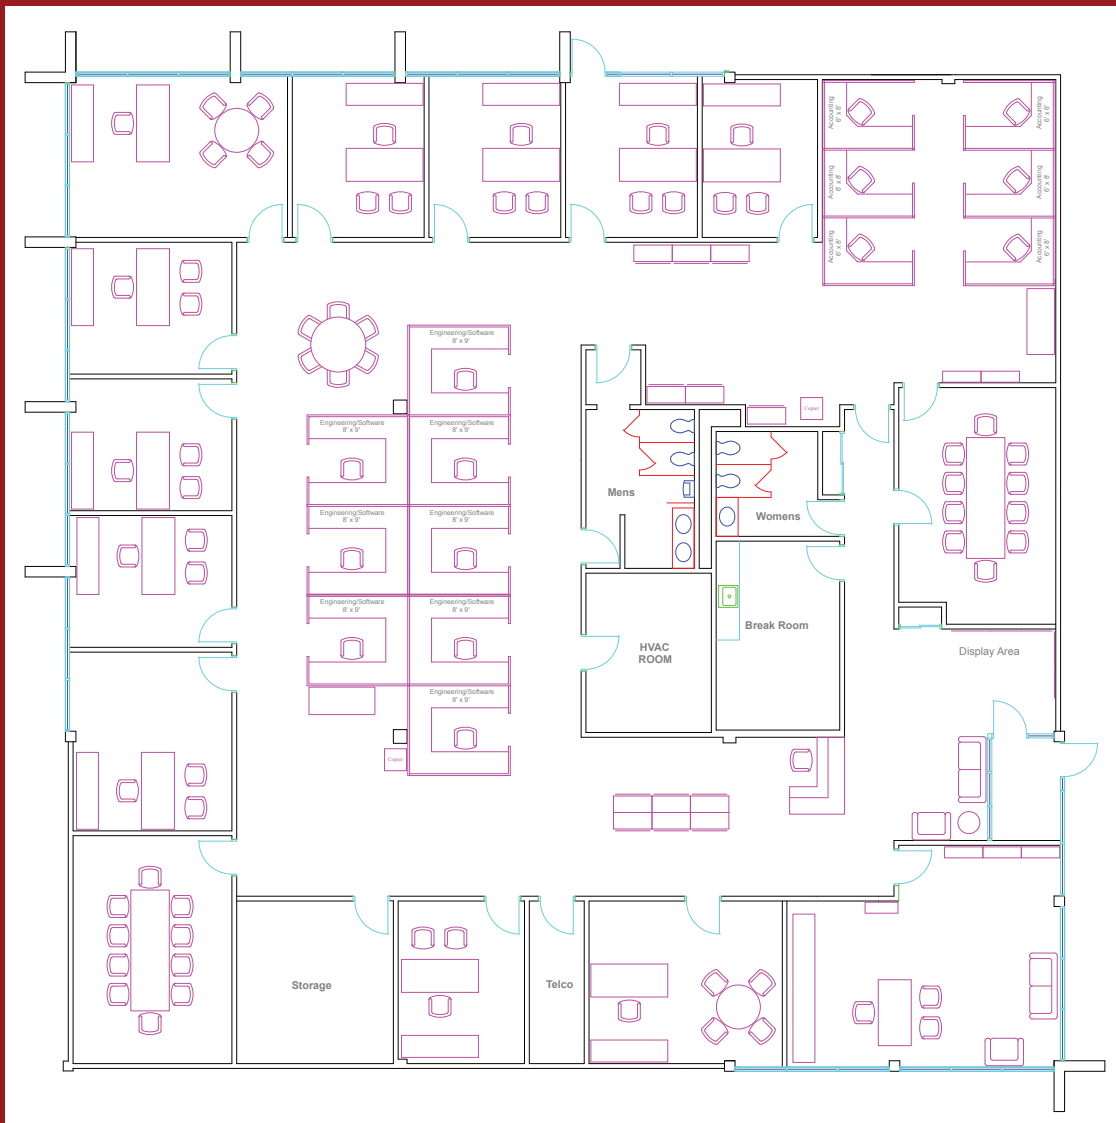 Accounting
6' x 8'
Accounting
6' x 8'
Accounting
6' x 8'
Accounting
6' x 8'
Accounting
6' x 8'
Accounting
6' x 8'
Engineering/Software
8' x 9'
Copier
Engineering/Software
8' x 9'
Engineering/Software
8' x 9'
Mens
Womens
Engineering/Software
8' x 9'
Engineering/Software
8' x 9'
Engineering/Software
8' x 9'
Engineering/Software
8' x 9'
Break Room
HVAC
ROOM
Display Area
Engineering/Software
8' x 9'
Copier
Storage
Telco